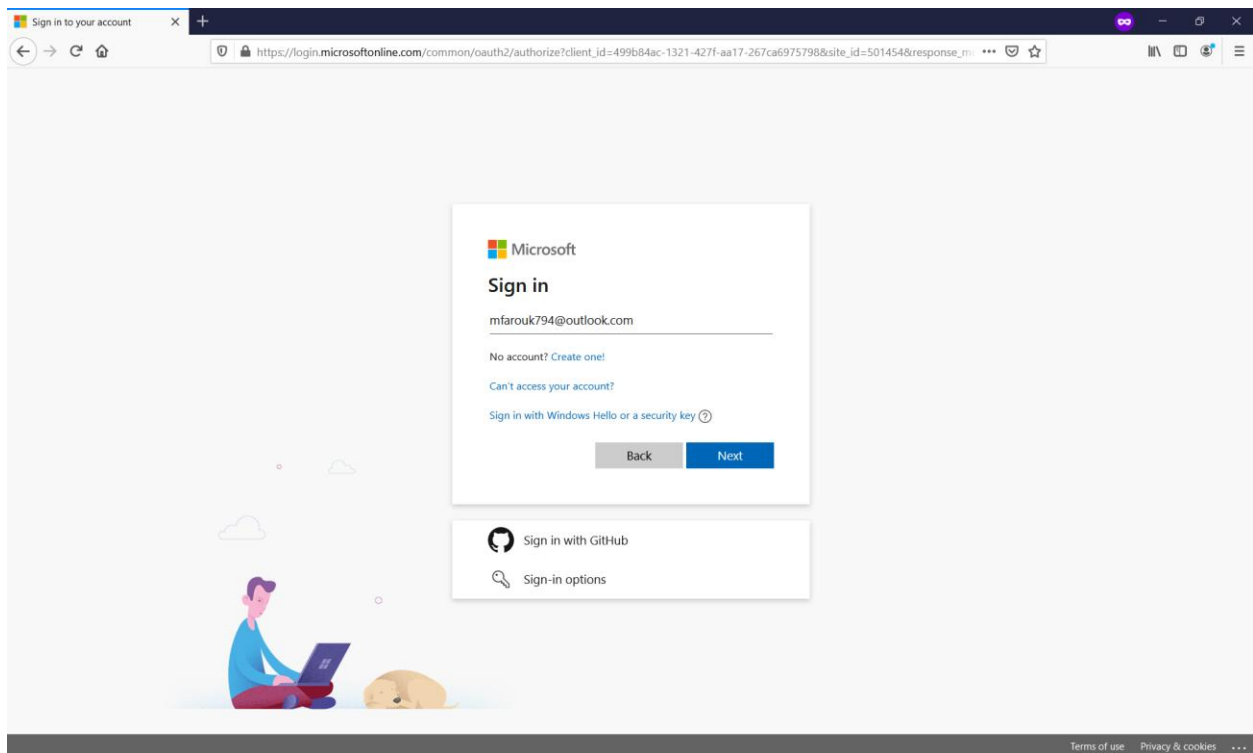 Sign in to your account
https://login.microsoftonline.com/common/oauth2/authorize?client_id=499b84ac-1321-427f-aa17-267ca6975798&site_id=501454&response_m
Microsoft
Sign in
mfarouk794@outlook.com
No account? Create one!
Can't access your account?
Sign in with Windows Hello or a security key
Back Next
Sign in with GitHub
Sign-in options
Terms of use Privacy & cookies ...